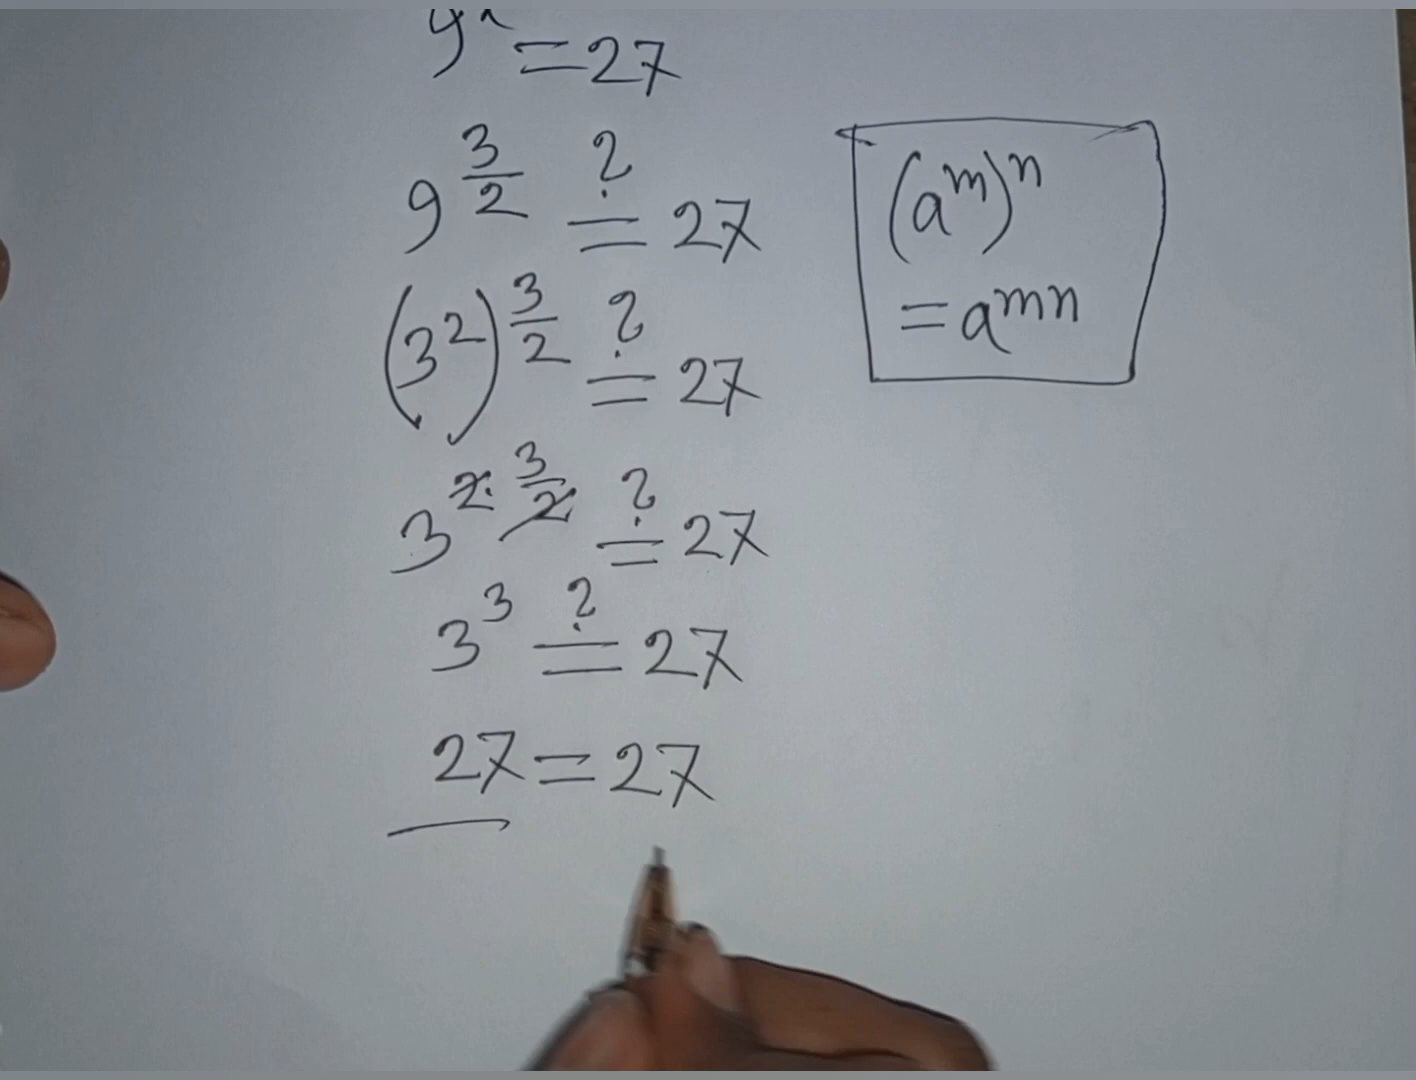 9^x = 27
9^(3/2) ≟ 27
(3^2)^(3/2) ≟ 27
3^(2·3/2) ≟ 27
3^3 ≟ 27
27 = 27
(a^m)^n
= a^(mn)